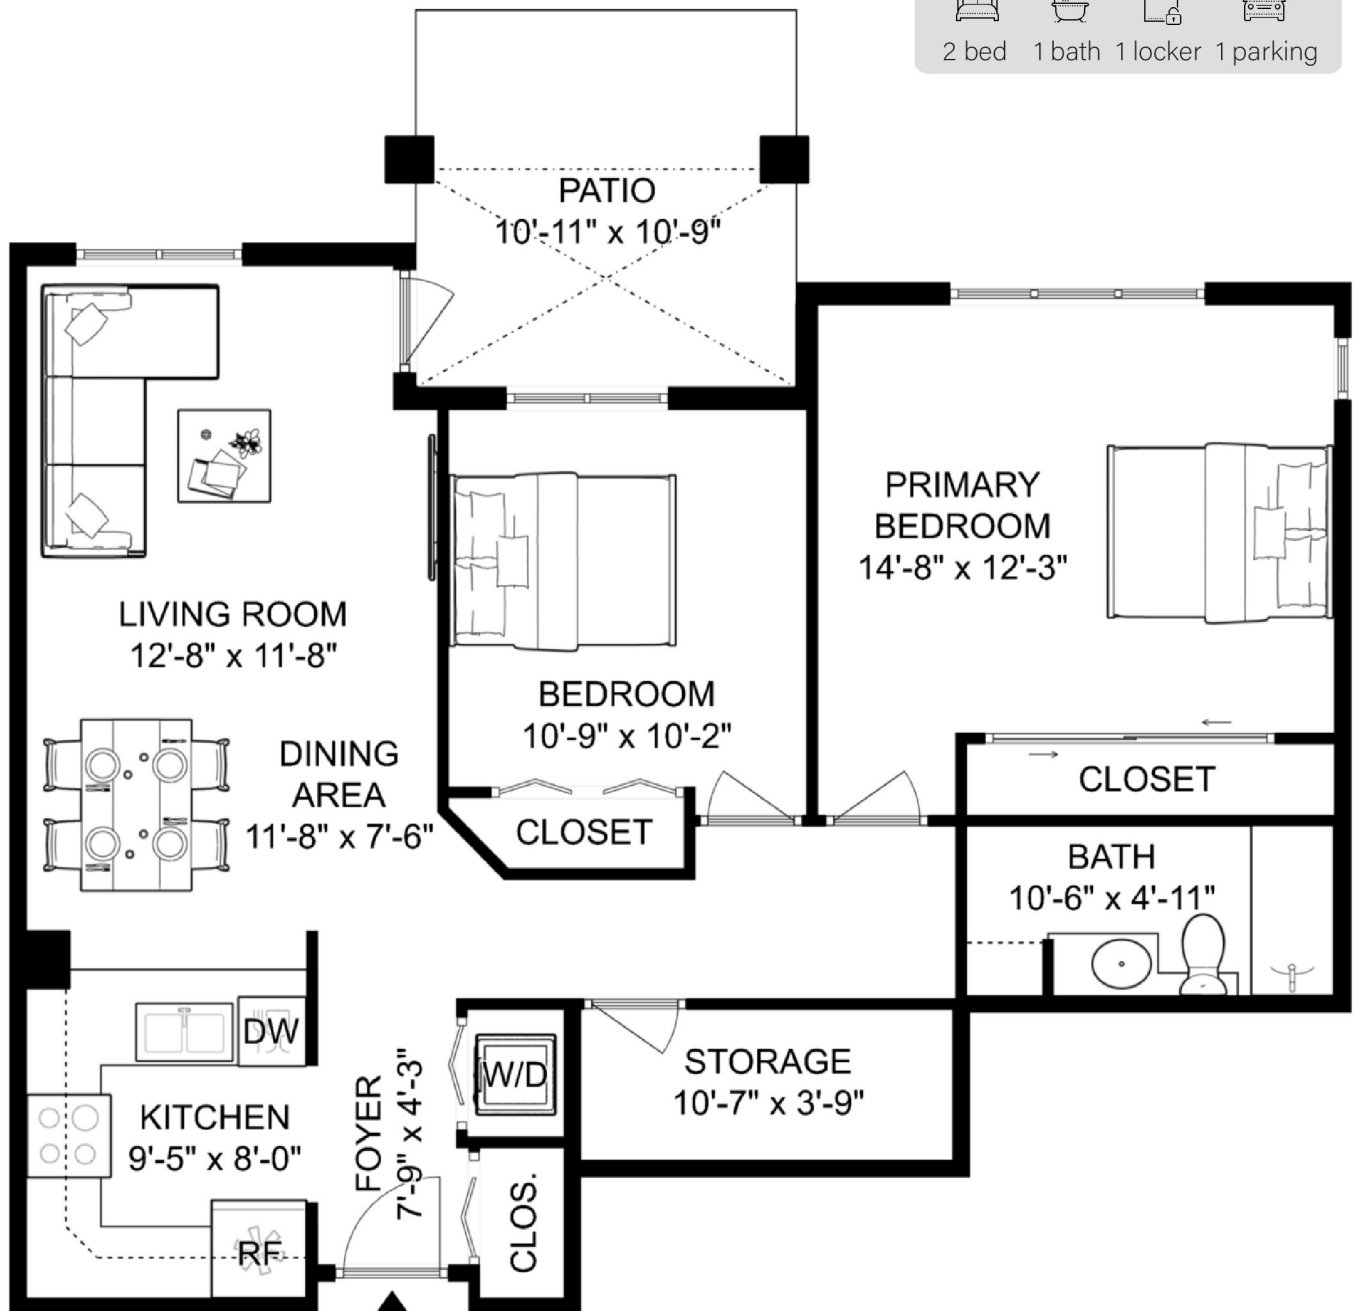 2 bed 1 bath 1 locker 1 parking
PATIO
10'-11" x 10'-9"
PRIMARY
BEDROOM
14'-8" x 12'-3"
LIVING ROOM
12'-8" x 11'-8"
BEDROOM
10'-9" x 10'-2"
DINING
AREA
11'-8" x 7'-6"
CLOSET
CLOSET
BATH
10'-6" x 4'-11"
DW
W/D
STORAGE
10'-7" x 3'-9"
KITCHEN
9'-5" x 8'-0"
FOYER
7'-9" x 4'-3"
CLOS.
RF